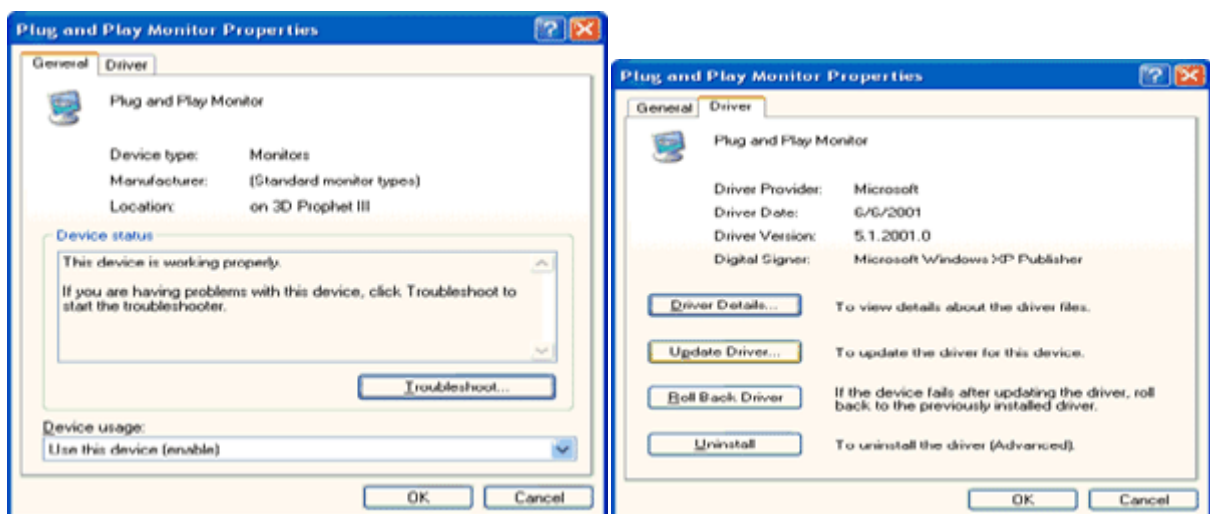 Plug and Play Monitor Properties
General Driver
Plug and Play Monitor
Device type: Monitors
Manufacturer: (Standard monitor types)
Location: on 3D Prophet III
Device status
This device is working properly.
If you are having problems with this device, click Troubleshoot to
start the troubleshooter.
Troubleshoot...
Device usage:
Use this device (enable)
OK Cancel
Plug and Play Monitor Properties
General Driver
Plug and Play Monitor
Driver Provider: Microsoft
Driver Date: 6/6/2001
Driver Version: 5.1.2001.0
Digital Signer: Microsoft Windows XP Publisher
Driver Details... To view details about the driver files.
Update Driver... To update the driver for this device.
Roll Back Driver If the device fails after updating the driver, roll
back to the previously installed driver.
Uninstall To uninstall the driver (Advanced).
OK Cancel